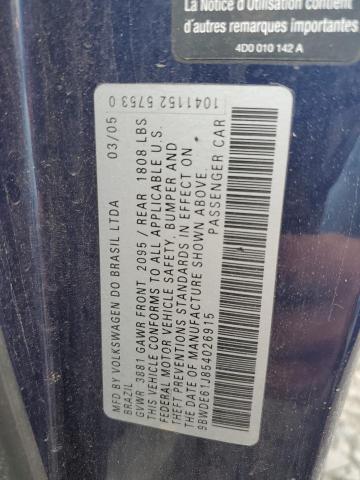 La Notice d'Utilisation contient
d'autres remarques importantes
4D0 010 142 A
1041152 5753 0
MFD. BY VOLKSWAGEN DO BRASIL LTDA 03/05
BRAZIL
GVWR 3881 GAWR FRONT 2095 / REAR 1808 LBS
THIS VEHICLE CONFORMS TO ALL APPLICABLE U.S.
FEDERAL MOTOR VEHICLE SAFETY, BUMPER AND
THEFT PREVENTION STANDARDS IN EFFECT ON
THE DATE OF MANUFACTURE SHOWN ABOVE.
9BWDE61J854026915 PASSENGER CAR